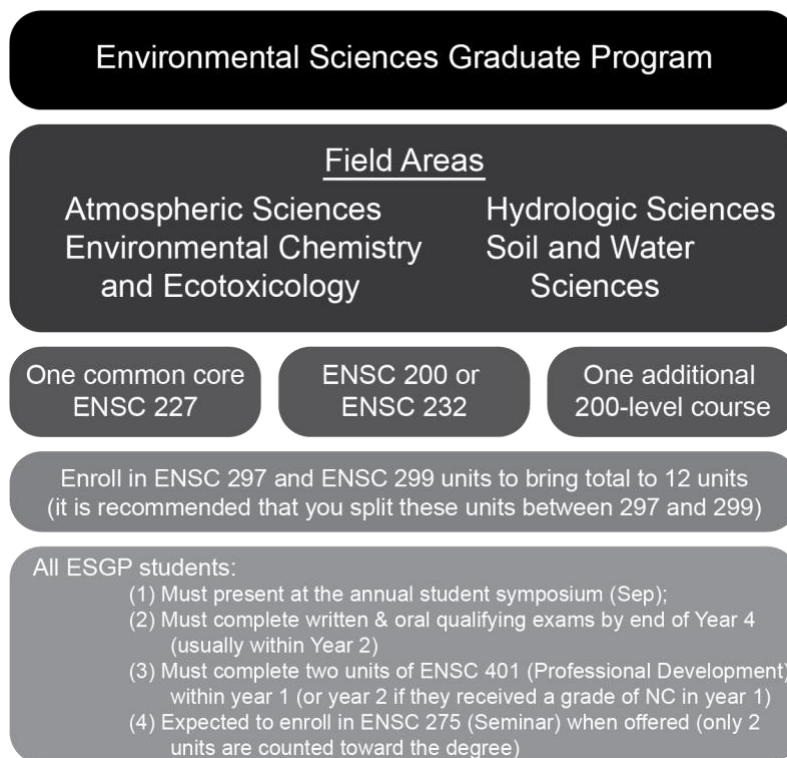 Environmental Sciences Graduate Program
Field Areas
Atmospheric Sciences
Environmental Chemistry
and Ecotoxicology
Hydrologic Sciences
Soil and Water
Sciences
One common core
ENSC 227
ENSC 200 or
ENSC 232
One additional
200-level course
Enroll in ENSC 297 and ENSC 299 units to bring total to 12 units
(it is recommended that you split these units between 297 and 299)
All ESGP students:
(1) Must present at the annual student symposium (Sep);
(2) Must complete written & oral qualifying exams by end of Year 4
(usually within Year 2)
(3) Must complete two units of ENSC 401 (Professional Development)
within year 1 (or year 2 if they received a grade of NC in year 1)
(4) Expected to enroll in ENSC 275 (Seminar) when offered (only 2
units are counted toward the degree)